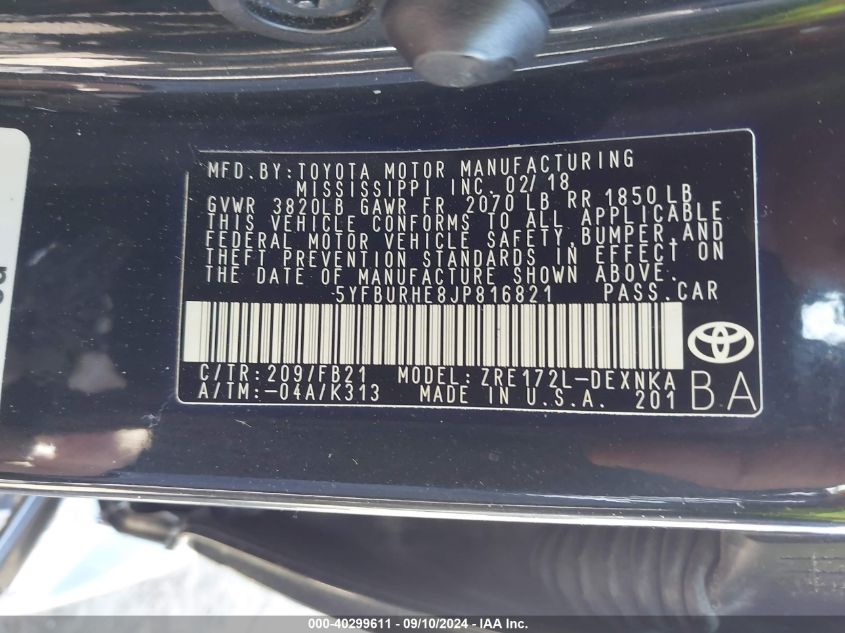 MFD.BY:TOYOTA MOTOR MANUFACTURING
MISSISSIPPI INC. 02/18
GVWR 3820LB GAWR FR 2070 LB RR 1850 LB
THIS VEHICLE CONFORMS TO ALL APPLICABLE
FEDERAL MOTOR VEHICLE SAFETY,BUMPER,AND
THEFT PREVENTION STANDARDS IN EFFECT ON
THE DATE OF MANUFACTURE SHOWN ABOVE.
5YFBURHE8JP816821 PASS.CAR
C/TR:209/FB21 MODEL:ZRE172L-DEXNKA
A/TM:-04A/K313 MADE IN U.S.A. 201 BA
000-40299611 - 09/10/2024 - IAA Inc.